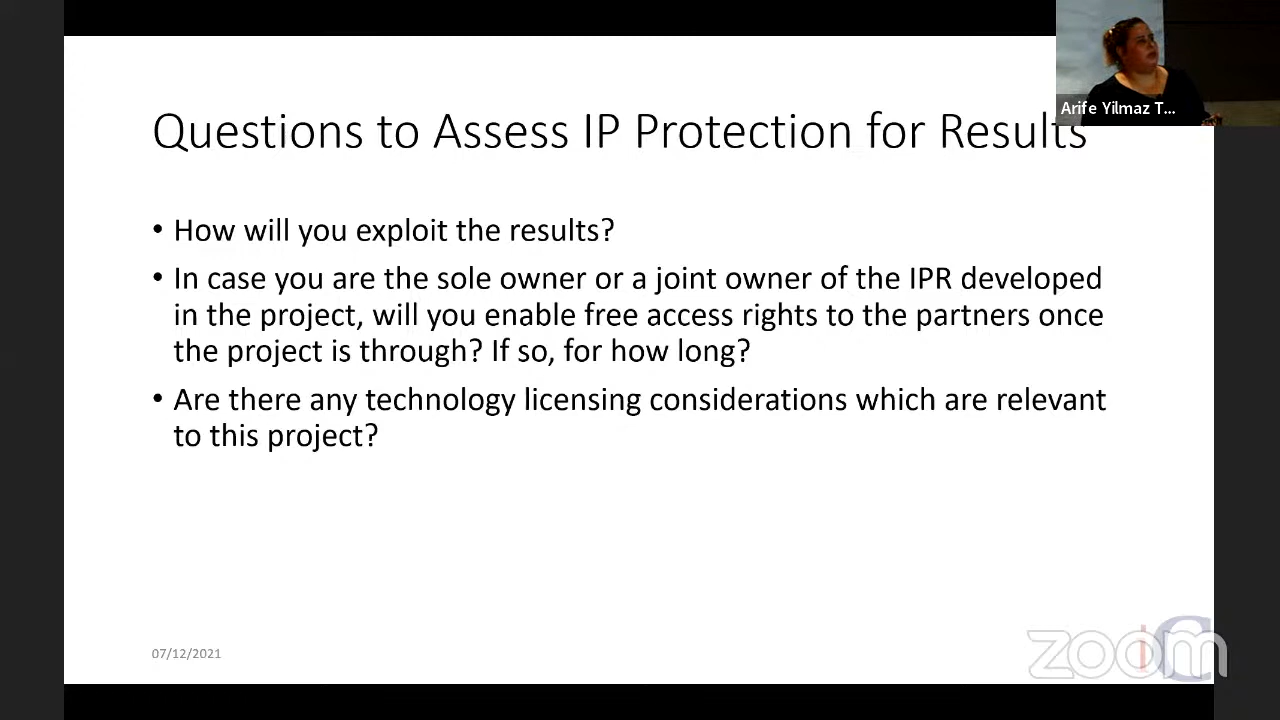 Arife Yilmaz T...
Questions to Assess IP Protection for Results
• How will you exploit the results?
• In case you are the sole owner or a joint owner of the IPR developed
in the project, will you enable free access rights to the partners once
the project is through? If so, for how long?
• Are there any technology licensing considerations which are relevant
to this project?
07/12/2021
zoom